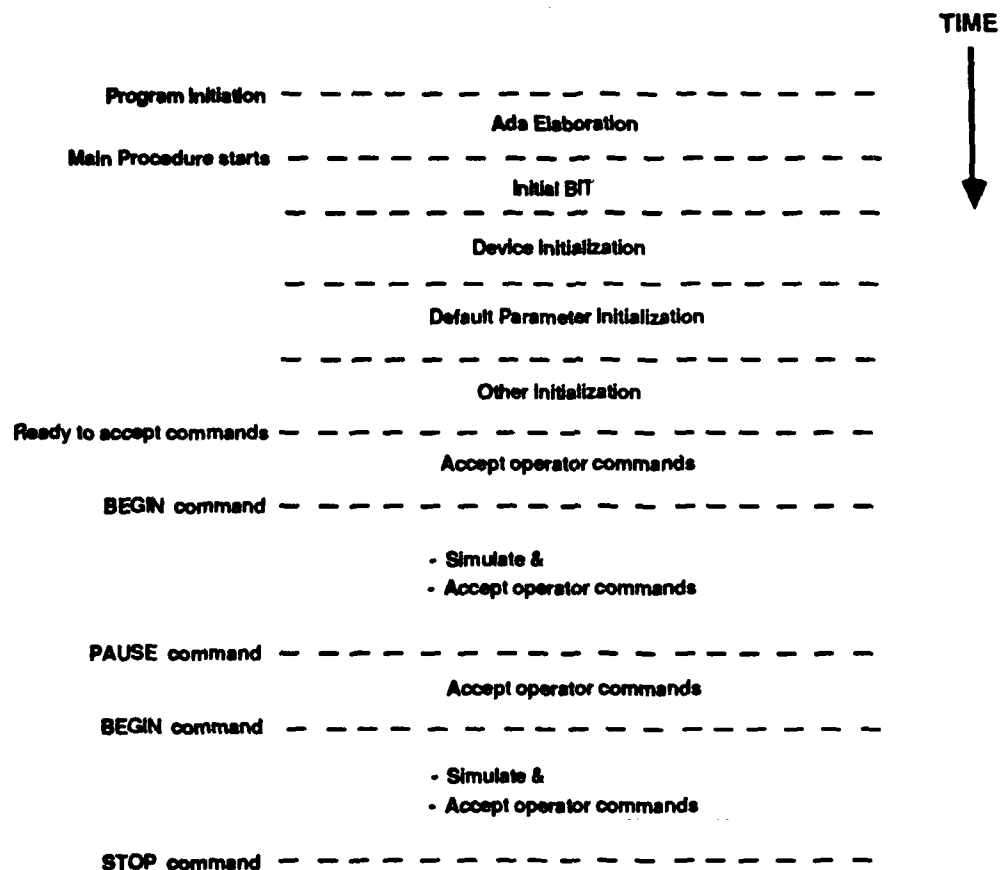 TIME
Program Initiation
Ada Elaboration
Main Procedure starts
Initial BIT
Device Initialization
Default Parameter Initialization
Other Initialization
Ready to accept commands
Accept operator commands
BEGIN command
- Simulate &
- Accept operator commands
PAUSE command
Accept operator commands
BEGIN command
- Simulate &
- Accept operator commands
STOP command